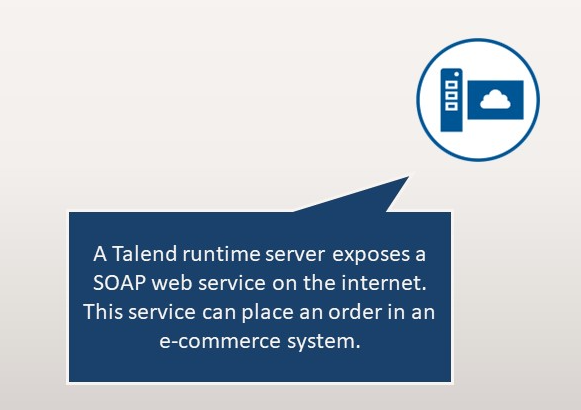 A Talend runtime server exposes a
SOAP web service on the internet.
This service can place an order in an
e-commerce system.